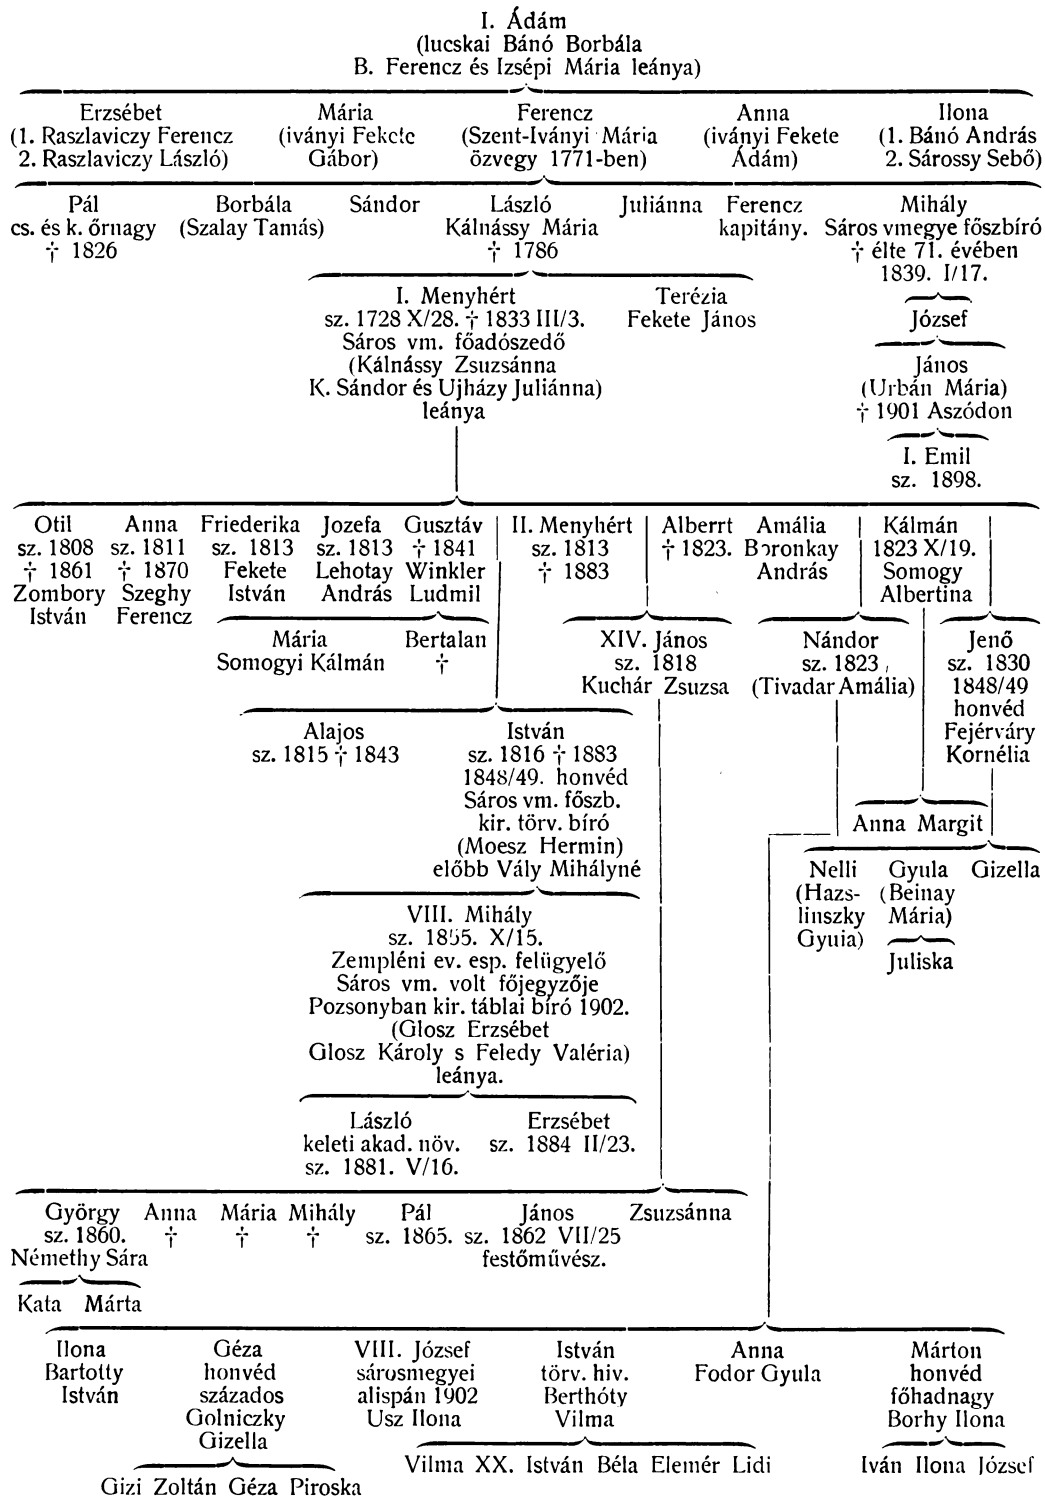 I. Ádám
(lucskai Bánó Borbála
B. Ferencz és Izsépi Mária leánya)
Erzsébet Mária Ferencz Anna Ilona
(1. Raszlaviczy Ferencz (iványi Fekete (Szent-Iványi Mária (iványi Fekete (1. Bánó András
2. Raszlaviczy László) Gábor) özvegy 1771-ben) Ádám) 2. Sárossy Sebő)
Pál Borbála Sándor László Juliánna Ferencz Mihály
cs. és k. őrnagy (Szalay Tamás) Kálnássy Mária kapitány. Sáros vmegye főszbíró
† 1826 † 1786 † élte 71. évében
1839. I/17.
I. Menyhért Terézia
sz. 1728 X/28. † 1833 III/3. Fekete János
Sáros vm. főadószedő
(Kálnássy Zsuzsánna
K. Sándor és Ujházy Juliánna)
leánya
József
János
(Urbán Mária)
† 1901 Aszódon
I. Emil
sz. 1898.
Otil Anna Friederika Jozefa Gusztáv II. Menyhért Alberrt Amália Kálmán
sz. 1808 sz. 1811 sz. 1813 sz. 1813 † 1841 sz. 1813 † 1823. Boronkay 1823 X/19.
† 1861 † 1870 Fekete Lehotay Winkler † 1883 András Somogy
Zombory Szeghy István András Ludmil Albertina
István Ferencz
Mária Bertalan XIV. János Nándor Jenő
Somogyi Kálmán † sz. 1818 sz. 1823 sz. 1830
Kuchár Zsuzsa (Tivadar Amália) 1848/49
honvéd
Fejérváry
Kornélia
Alajos István
sz. 1815 † 1843 sz. 1816 † 1883
1848/49. honvéd
Sáros vm. főszb.
kir. törv. bíró
(Moesz Hermin)
előbb Vály Mihályné
Anna Margit
Nelli Gyula Gizella
(Hazs- (Beinay
linszky Mária)
Gyuia)
Juliska
VIII. Mihály
sz. 1855. X/15.
Zempléni ev. esp. felügyelő
Sáros vm. volt főjegyzője
Pozsonyban kir. táblai bíró 1902.
(Glosz Erzsébet
Glosz Károly s Feledy Valéria)
leánya.
László Erzsébet
keleti akad. növ. sz. 1884 II/23.
sz. 1881. V/16.
György Anna Mária Mihály Pál János Zsuzsánna
sz. 1860. † † † sz. 1865. sz. 1862 VII/25
Némethy Sára festőművész.
Kata Márta
Ilona Géza VIII. József István Anna Márton
Bartotty honvéd sárosmegyei törv. hiv. Fodor Gyula honvéd
István százados alispán 1902 Berthóty főhadnagy
Golniczky Usz Ilona Vilma Borhy Ilona
Gizella
Vilma XX. István Béla Elemér Lidi Iván Ilona József
Gizi Zoltán Géza Piroska